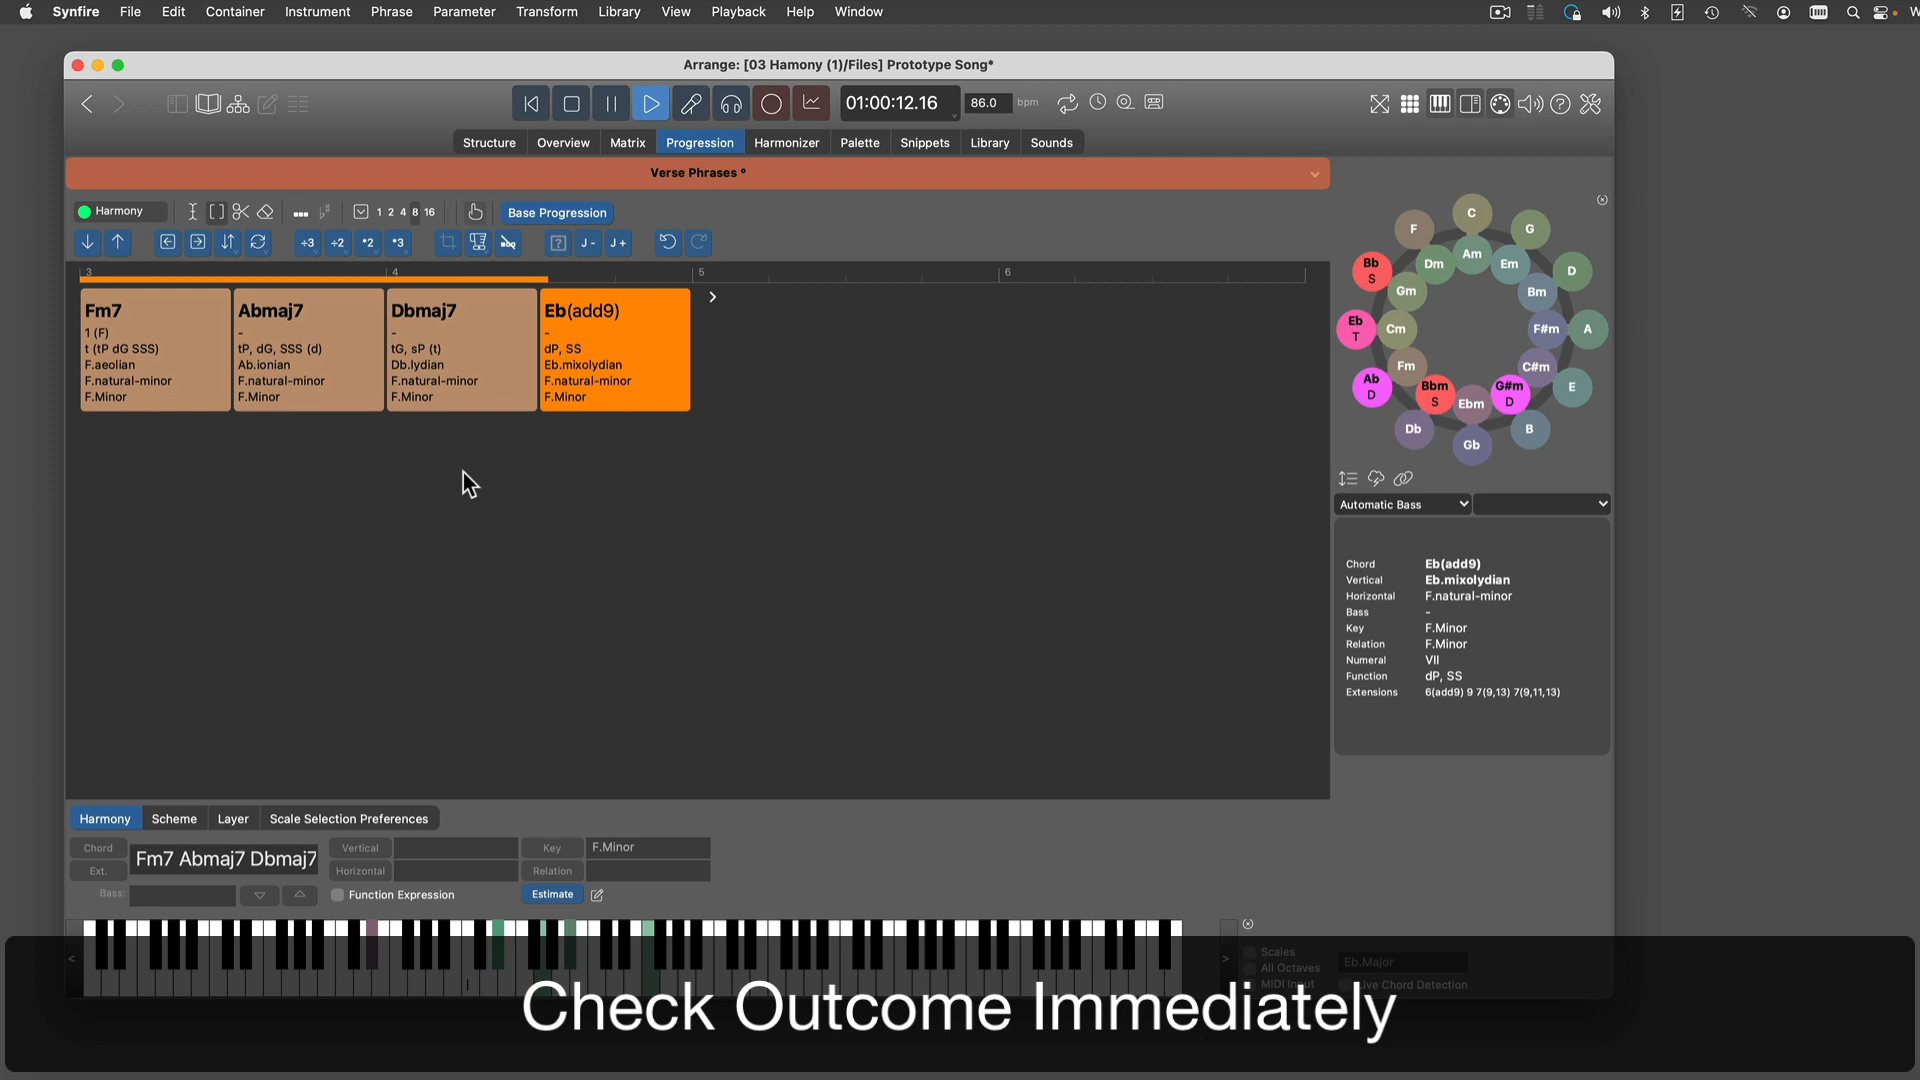 Synfire File Edit Container Instrument Phrase Parameter Transform Library View Playback Help Window
Arrange: [03 Hamony (1)/Files] Prototype Song*
01:00:12.16 86.0 bpm
Structure Overview Matrix Progression Harmonizer Palette Snippets Library Sounds
Verse Phrases °
Harmony 1 2 4 8 16 Base Progression
÷3 ÷2 *2 *3 ? J - J +
3 4 5 6
Fm7
1 (F)
t (tP dG SSS)
F.aeolian
F.natural-minor
F.Minor
Abmaj7
-
tP, dG, SSS (d)
Ab.ionian
F.natural-minor
F.Minor
Dbmaj7
-
tG, sP (t)
Db.lydian
F.natural-minor
F.Minor
Eb(add9)
-
dP, SS
Eb.mixolydian
F.natural-minor
F.Minor
C
F G
Am
Bb S Dm Em D
Gm Bm
Eb T Cm F#m A
Fm C#m
Ab D Bbm S G#m D E
Ebm
Db B
Gb
Automatic Bass
Chord Eb(add9)
Vertical Eb.mixolydian
Horizontal F.natural-minor
Bass -
Key F.Minor
Relation F.Minor
Numeral VII
Function dP, SS
Extensions 6(add9) 9 7(9,13) 7(9,11,13)
Harmony Scheme Layer Scale Selection Preferences
Chord Fm7 Abmaj7 Dbmaj7 Vertical Key F.Minor
Ext. Horizontal Relation
Bass: Function Expression Estimate
Scales
All Octaves Eb.Major
MIDI Input Live Chord Detection
Check Outcome Immediately